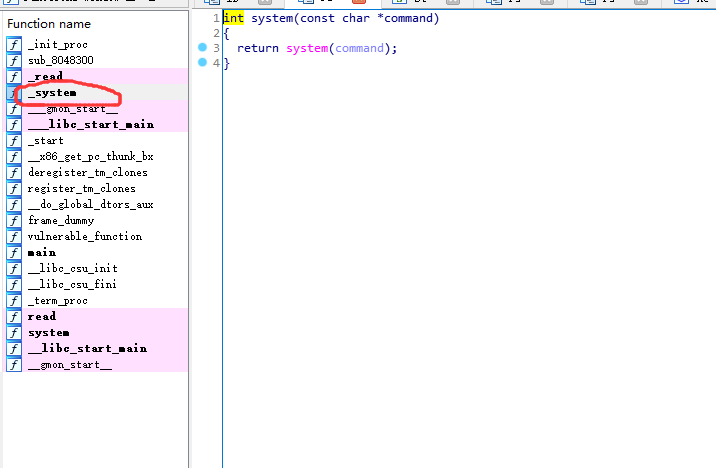 Function name
_init_proc
sub_8048300
_read
_system
___gmon_start__
___libc_start_main
_start
__x86_get_pc_thunk_bx
deregister_tm_clones
register_tm_clones
__do_global_dtors_aux
frame_dummy
vulnerable_function
main
__libc_csu_init
__libc_csu_fini
_term_proc
read
system
__libc_start_main
__gmon_start__
1 int system(const char *command)
2 {
3 return system(command);
4 }